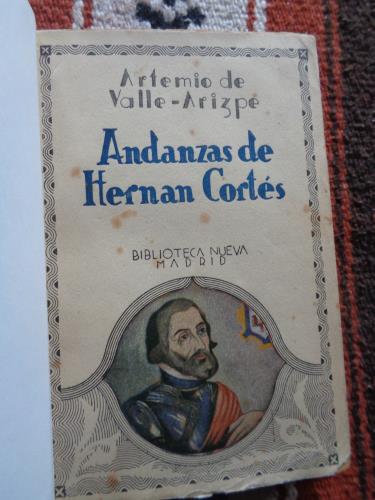 Artemio de
Valle-Arizpe
Andanzas de
Hernan Cortés
BIBLIOTECA NUEVA
MADRID